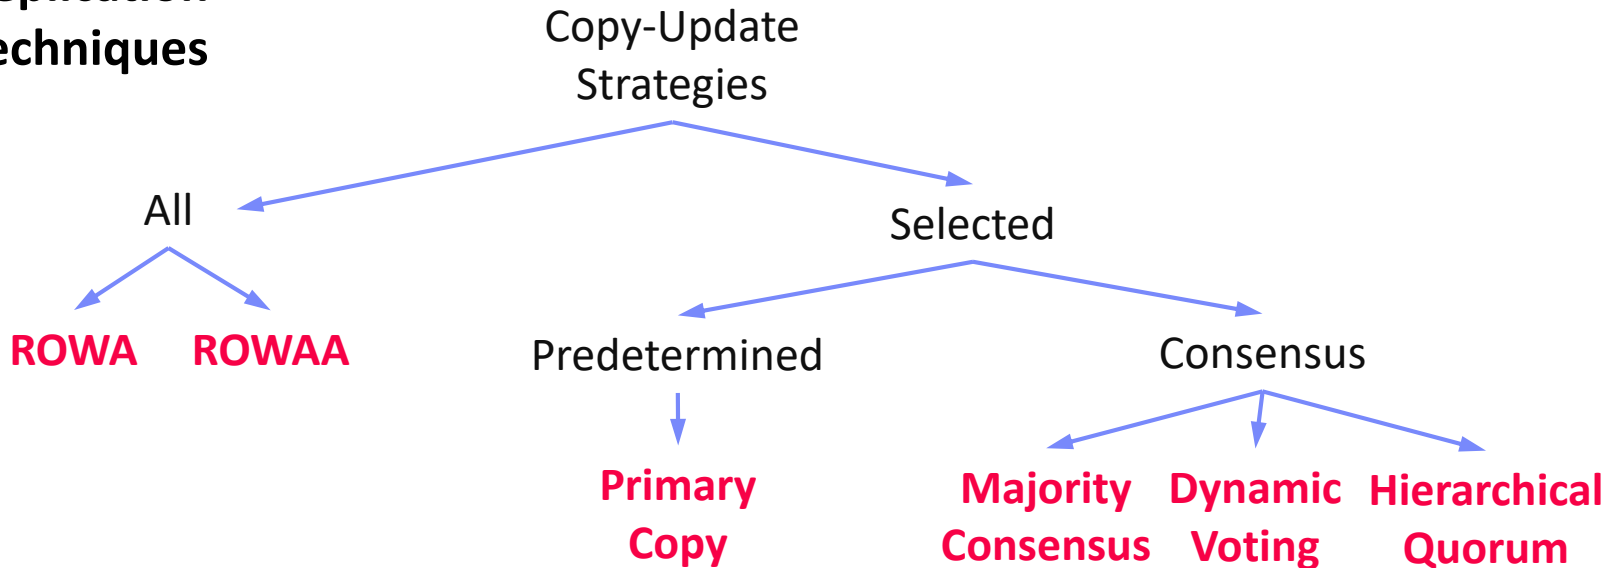 echniques
Copy-Update
Strategies
All
Selected
ROWA ROWAA
Predetermined
Consensus
Primary
Copy
Majority
Consensus
Dynamic
Voting
Hierarchical
Quorum